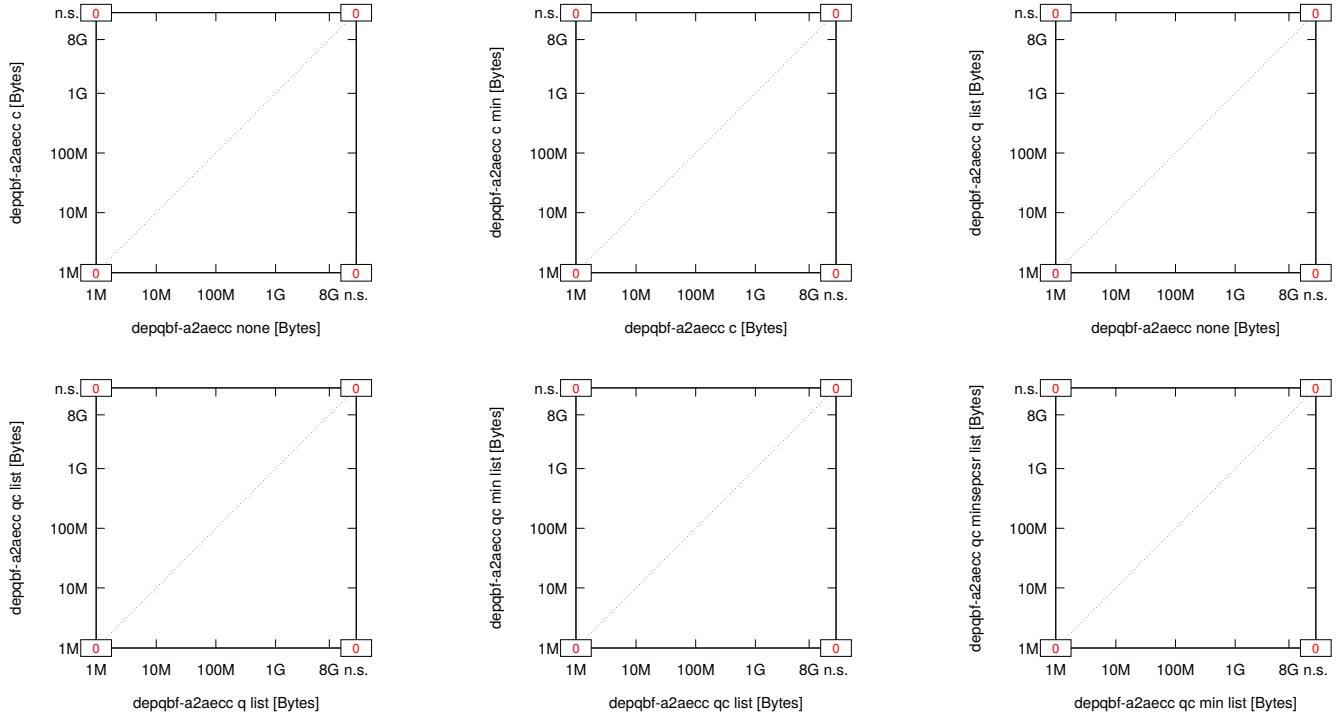 n.s. 0 0
8G
1G
100M
10M
1M 0 0
1M 10M 100M 1G 8G n.s.
depqbf-a2aecc c [Bytes]
depqbf-a2aecc none [Bytes]
n.s. 0 0
8G
1G
100M
10M
1M 0 0
1M 10M 100M 1G 8G n.s.
depqbf-a2aecc c min [Bytes]
depqbf-a2aecc c [Bytes]
n.s. 0 0
8G
1G
100M
10M
1M 0 0
1M 10M 100M 1G 8G n.s.
depqbf-a2aecc q list [Bytes]
depqbf-a2aecc none [Bytes]
n.s. 0 0
8G
1G
100M
10M
1M 0 0
1M 10M 100M 1G 8G n.s.
depqbf-a2aecc qc list [Bytes]
depqbf-a2aecc q list [Bytes]
n.s. 0 0
8G
1G
100M
10M
1M 0 0
1M 10M 100M 1G 8G n.s.
depqbf-a2aecc qc min list [Bytes]
depqbf-a2aecc qc list [Bytes]
n.s. 0 0
8G
1G
100M
10M
1M 0 0
1M 10M 100M 1G 8G n.s.
depqbf-a2aecc qc minsepcsr list [Bytes]
depqbf-a2aecc qc min list [Bytes]